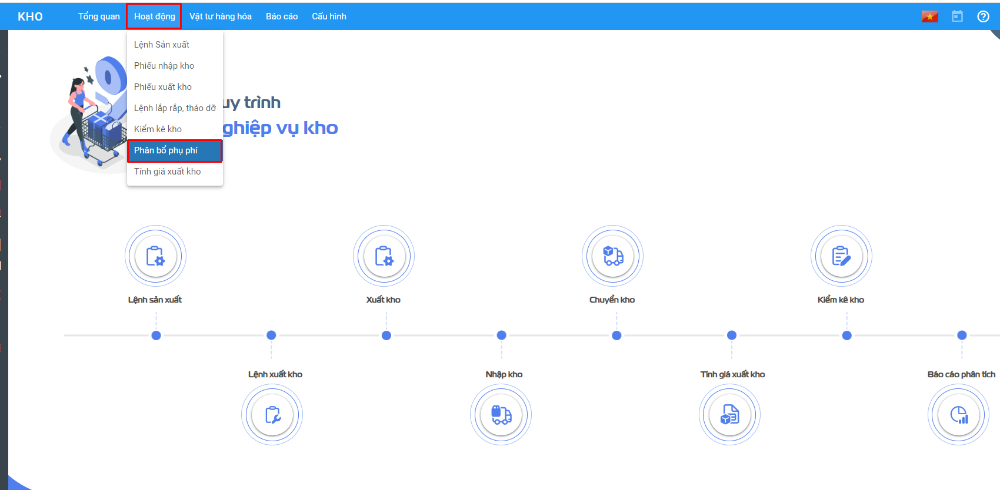 KHO
Tổng quan
Hoạt động
Vật tư hàng hóa
Báo cáo
Cấu hình
Lệnh Sản xuất
Phiếu nhập kho
Phiếu xuất kho
Lệnh lắp rắp, tháo dỡ
Kiểm kê kho
Phân bổ phụ phí
Tính giá xuất kho
uy trình
ghiệp vụ kho
Lệnh sản xuất
Xuất kho
Chuyển kho
Kiểm kê kho
Lệnh xuất kho
Nhập kho
Tính giá xuất kho
Báo cáo phân tích